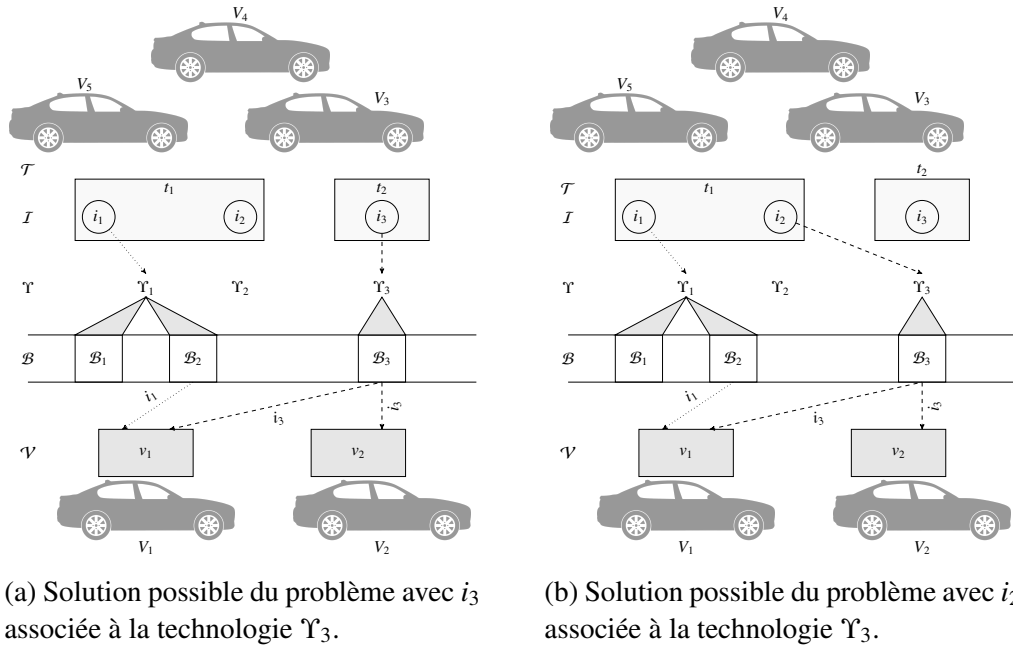 V4
V5
V3
𝒯
t1
t2
ℐ
i1
i2
i3
ϒ
ϒ1
ϒ2
ϒ3
ℬ
ℬ1
ℬ2
ℬ3
i1
i3
i3
𝒱
v1
v2
V1
V2
(a) Solution possible du problème avec i3
associée à la technologie ϒ3.
V4
V5
V3
t2
𝒯
t1
ℐ
i1
i2
i3
ϒ
ϒ1
ϒ2
ϒ3
ℬ
ℬ1
ℬ2
ℬ3
i1
i3
i3
𝒱
v1
v2
V1
V2
(b) Solution possible du problème avec i2
associée à la technologie ϒ3.